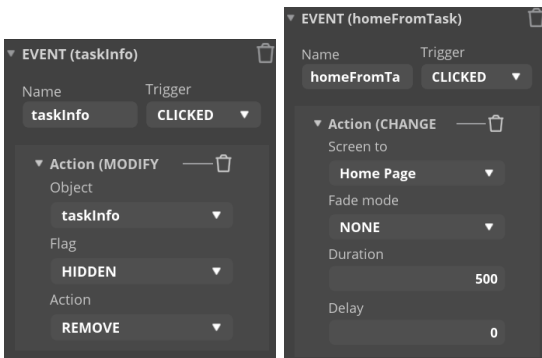 EVENT (taskInfo)
Name
Trigger
taskInfo
CLICKED
Action (MODIFY
Object
taskInfo
Flag
HIDDEN
Action
REMOVE
EVENT (homeFromTask)
Name
Trigger
homeFromTa
CLICKED
Action (CHANGE
Screen to
Home Page
Fade mode
NONE
Duration
500
Delay
0